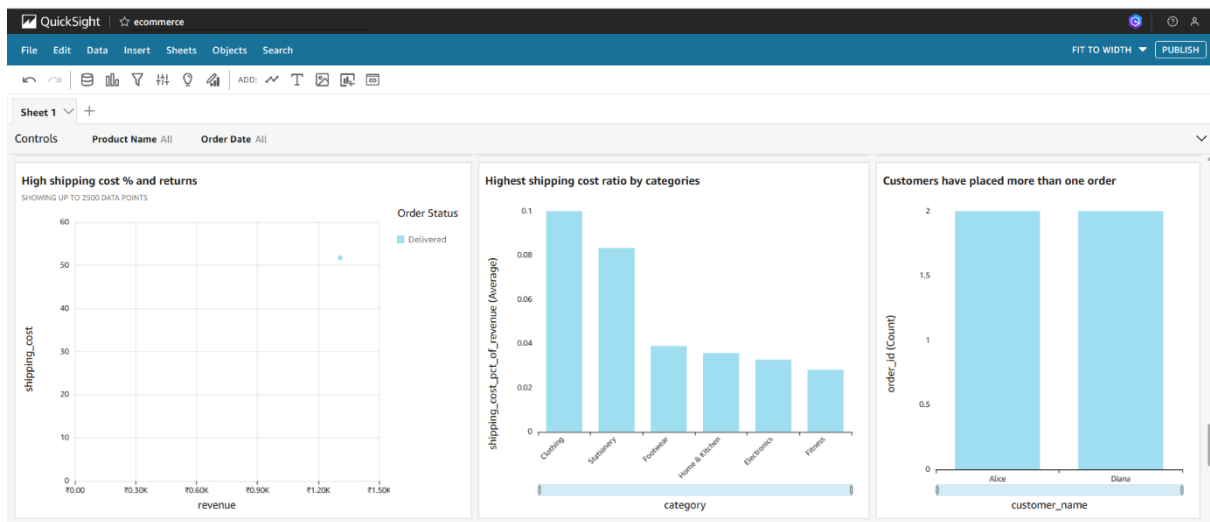 QuickSight ecommerce
File Edit Data Insert Sheets Objects Search FIT TO WIDTH PUBLISH
ADD:
Sheet 1
Controls Product Name All Order Date All
High shipping cost % and returns
SHOWING UP TO 2500 DATA POINTS
Order Status
Delivered
60
50
40
30
20
10
0
shipping_cost
₹0.00 ₹0.30K ₹0.60K ₹0.90K ₹1.20K ₹1.50K
revenue
Highest shipping cost ratio by categories
0.1
0.08
0.06
0.04
0.02
0
shipping_cost_pct_of_revenue (Average)
Clothing Stationery Footwear Home & Kitchen Electronics Fitness
category
Customers have placed more than one order
2
1.5
1
0.5
0
order_id (Count)
Alice Diana
customer_name